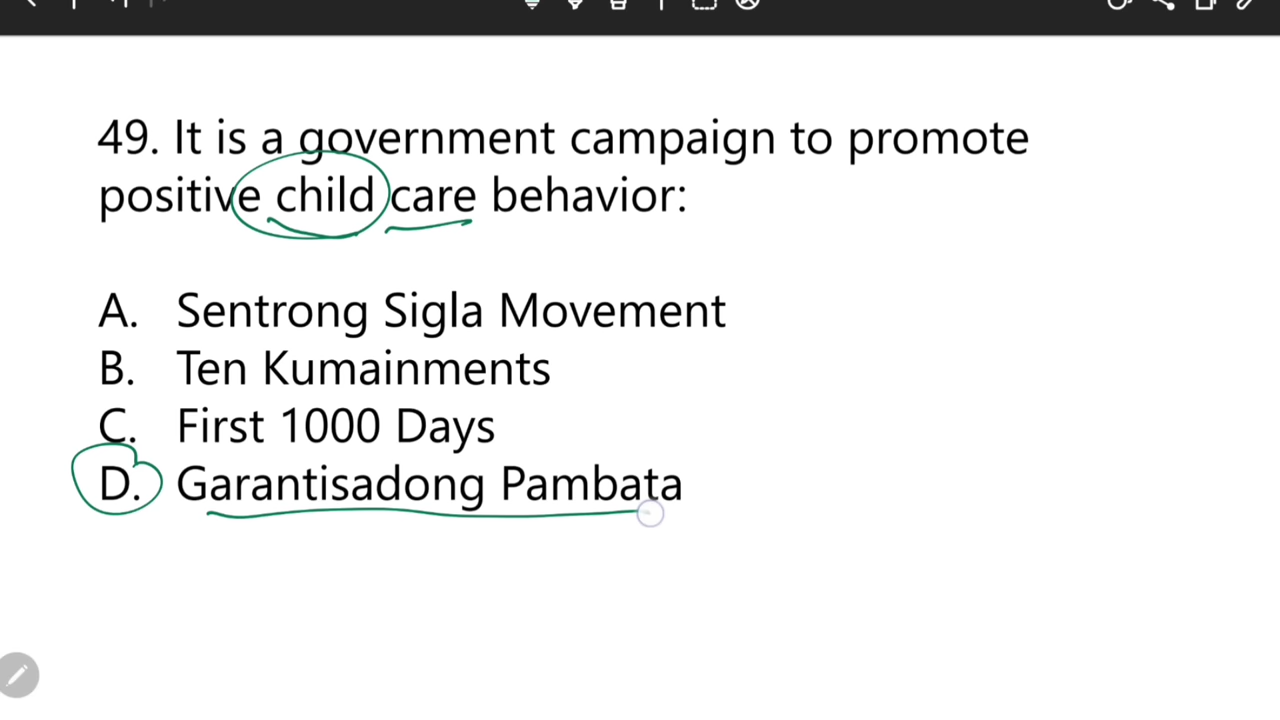 49. It is a government campaign to promote
positive child care behavior:
A. Sentrong Sigla Movement
B. Ten Kumainments
C. First 1000 Days
D. Garantisadong Pambata